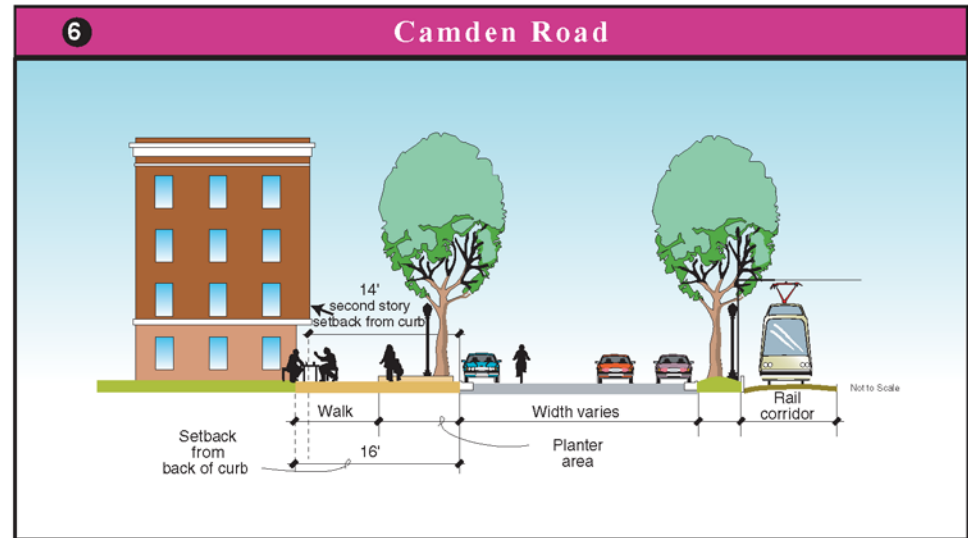 6
Camden Road
14'
second story
setback from curb
Not to Scale
Walk
Width varies
Rail
corridor
Setback
from
back of curb
16'
Planter
area